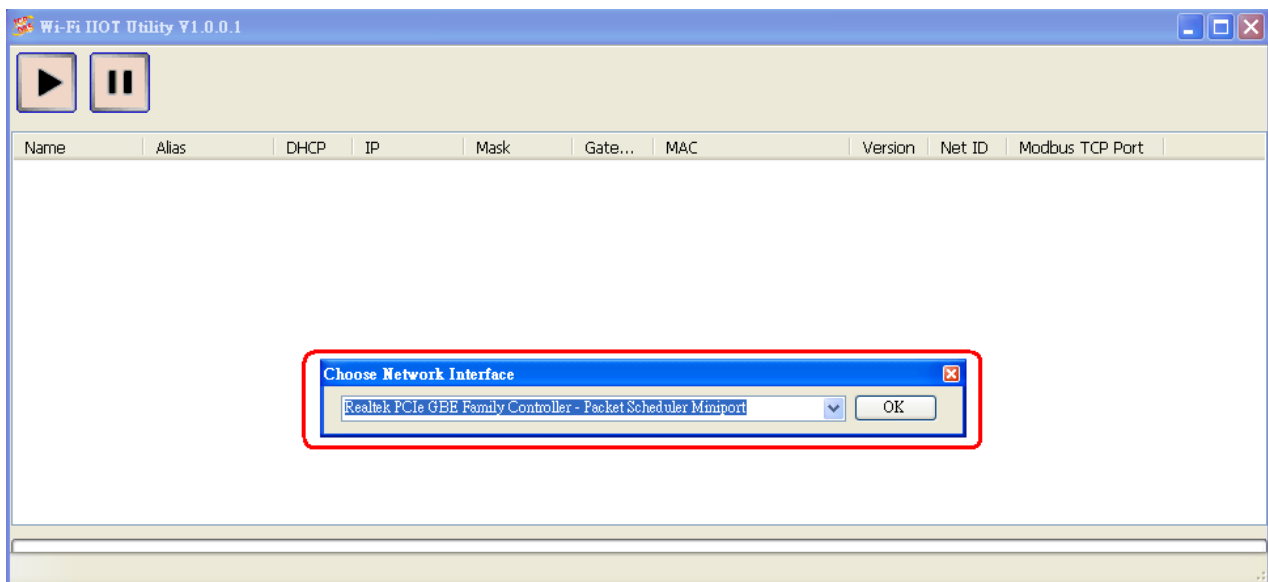 Wi-Fi IIOT Utility V1.0.0.1
Name Alias DHCP IP Mask Gate... MAC Version Net ID Modbus TCP Port
Choose Network Interface
Realtek PCIe GBE Family Controller - Packet Scheduler Miniport OK